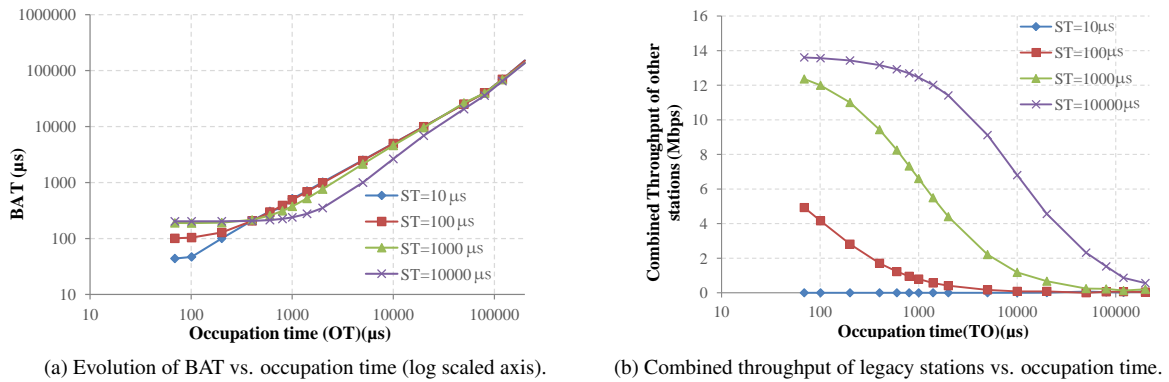 1000000
100000
10000
1000
100
10
BAT (µs)
10
100
1000
10000
100000
Occupation time (OT)(µs)
ST=10 µs
ST=100 µs
ST=1000 µs
ST=10000 µs
(a) Evolution of BAT vs. occupation time (log scaled axis).
16
14
12
10
8
6
4
2
0
Combined Throughput of other
stations (Mbps)
10
100
1000
10000
100000
Occupation time(TO)(µs)
ST=10µs
ST=100µs
ST=1000µs
ST=10000µs
(b) Combined throughput of legacy stations vs. occupation time.